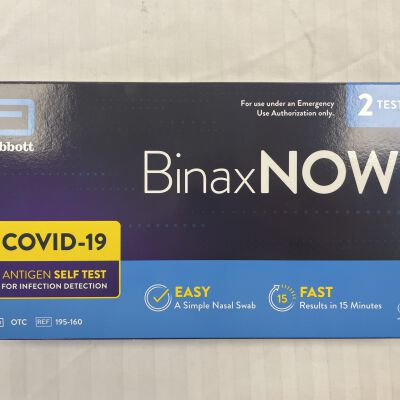 For use under an Emergency
Use Authorization only.
2 TEST
bbott
BinaxNOW
COVID-19
ANTIGEN SELF TEST
FOR INFECTION DETECTION
EASY
A Simple Nasal Swab
15
FAST
Results in 15 Minutes
OTC REF 195-160